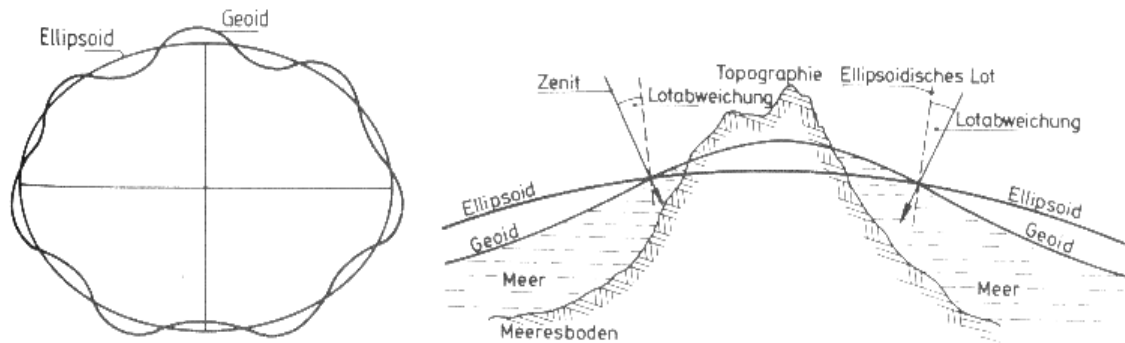 Geoid
Ellipsoid
Zenit
Lotabweichung
Topographie
Ellipsoidisches Lot
Lotabweichung
Ellipsoid
Geoid
Ellipsoid
Geoid
Meer
Meer
Meeresboden